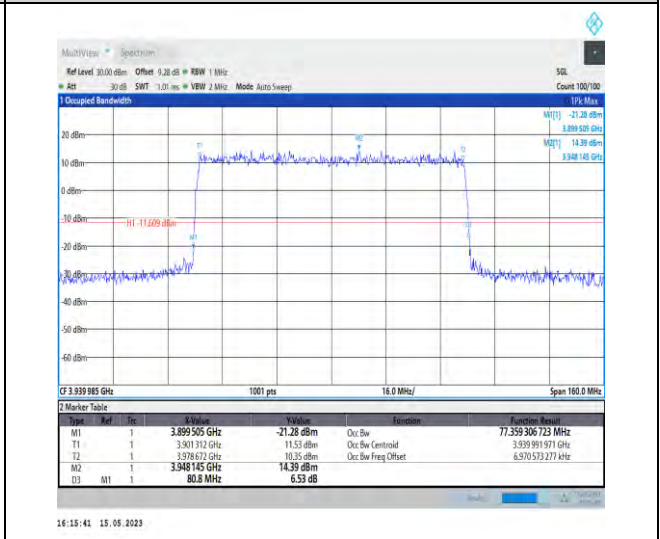 MultiView Spectrum
Ref Level 30.00 dBm Offset 9.28 dB RBW 1 MHz SGL
Att 30 dB SWT 1.01 ms VBW 2 MHz Mode Auto Sweep Count 100/100
1 Occupied Bandwidth 1Pk Max
M1[1] -21.28 dBm
3.899 505 GHz
M2[1] 14.39 dBm
3.948 145 GHz
20 dBm
T1 M2 T2
10 dBm
0 dBm
-10 dBm
H1 -11.609 dBm
M1
-20 dBm
-30 dBm
-40 dBm
-50 dBm
-60 dBm
CF 3.939 985 GHz 1001 pts 16.0 MHz/ Span 160.0 MHz
2 Marker Table
Type Ref Trc X-Value Y-Value Function Function Result
M1 1 3.899 505 GHz -21.28 dBm Occ Bw 77.359 306 723 MHz
T1 1 3.901 312 GHz 11.53 dBm Occ Bw Centroid 3.939 991 971 GHz
T2 1 3.978 672 GHz 10.35 dBm Occ Bw Freq Offset 6.970 573 277 kHz
M2 1 3.948 145 GHz 14.39 dBm
D3 M1 1 80.8 MHz 6.53 dB
16:15:41 15.05.2023